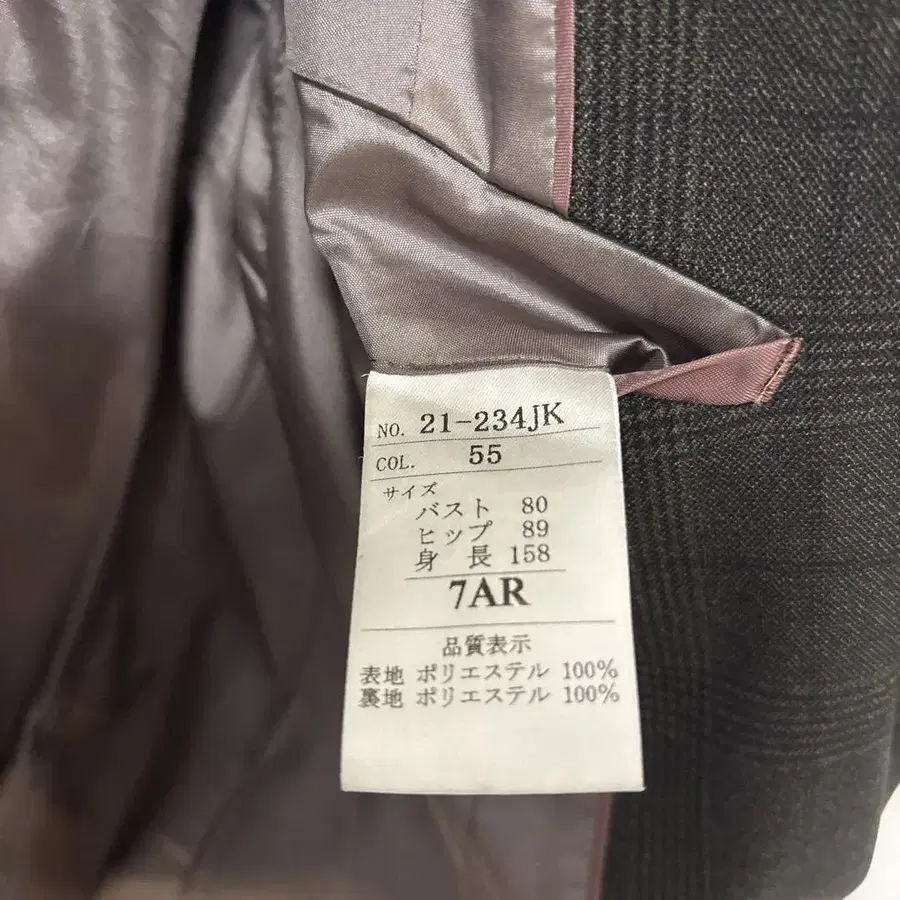 NO. 21-234JK
COL. 55
サイズ
バスト 80
ヒップ 89
身長 158
7AR
品質表示
表地 ポリエステル 100%
裏地 ポリエステル 100%